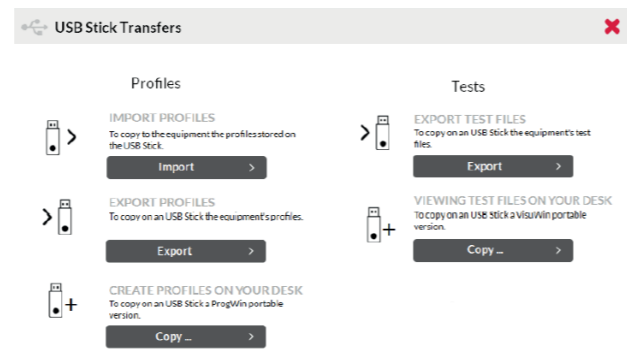 USB Stick Transfers
Profiles
IMPORT PROFILES
To copy to the equipment the profiles stored on
the USB Stick.
Import >
EXPORT PROFILES
To copy on an USB Stick the equipment's profiles.
Export >
CREATE PROFILES ON YOUR DESK
To copy on an USB Stick a ProgWin portable
version.
Copy ... >
Tests
EXPORT TEST FILES
To copy on an USB Stick the equipment's test
files.
Export >
VIEWING TEST FILES ON YOUR DESK
To copy on an USB Stick a VisuWin portable
version.
Copy ... >